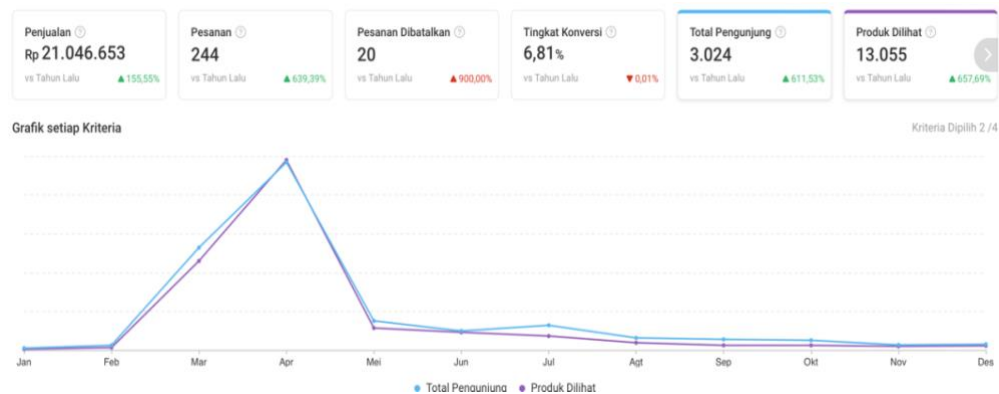 Penjualan
Rp 21.046.653
vs Tahun Lalu ▲155,55%
Pesanan
244
vs Tahun Lalu ▲639,39%
Pesanan Dibatalkan
20
vs Tahun Lalu ▲900,00%
Tingkat Konversi
6,81%
vs Tahun Lalu ▼0,01%
Total Pengunjung
3.024
vs Tahun Lalu ▲611,53%
Produk Dilihat
13.055
vs Tahun Lalu ▲657,69%
Grafik setiap Kriteria
Kriteria Dipilih 2 /4
Jan Feb Mar Apr Mei Jun Jul Agt Sep Okt Nov Des
Total Pengunjung Produk Dilihat